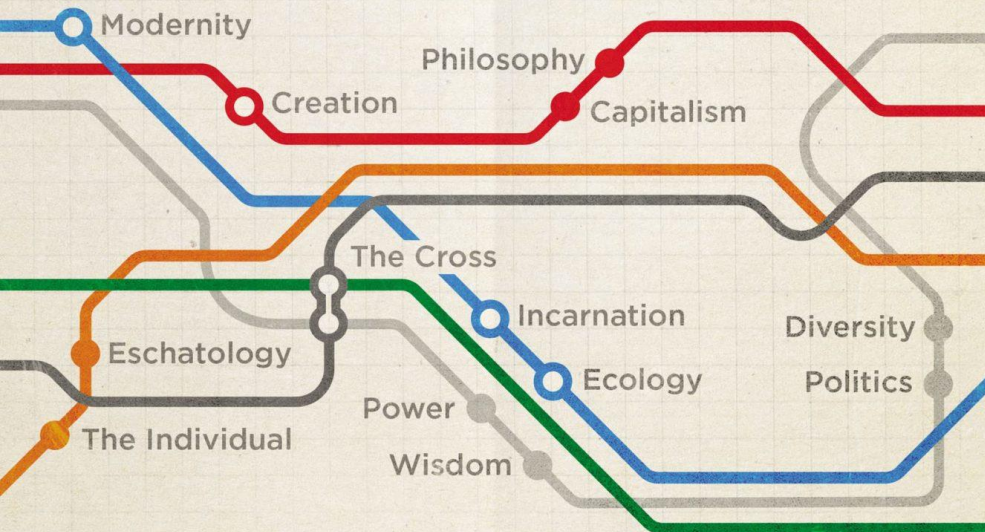 Modernity
Philosophy
Creation
Capitalism
The Cross
Incarnation
Diversity
Eschatology
Ecology
Politics
Power
The Individual
Wisdom